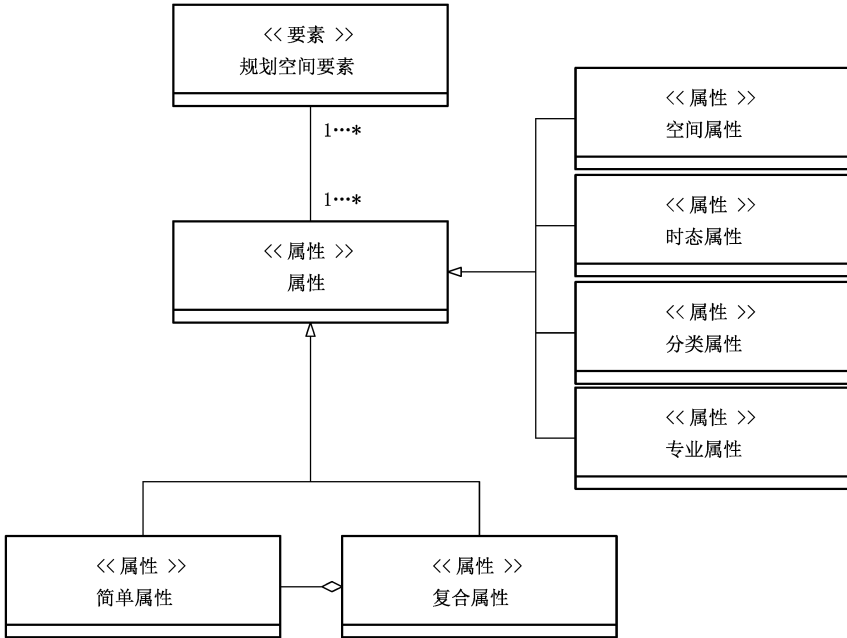 << 要素 >>
规划空间要素
1…*
1…*
<< 属性 >>
属性
<< 属性 >>
空间属性
<< 属性 >>
时态属性
<< 属性 >>
分类属性
<< 属性 >>
专业属性
<< 属性 >>
简单属性
<< 属性 >>
复合属性